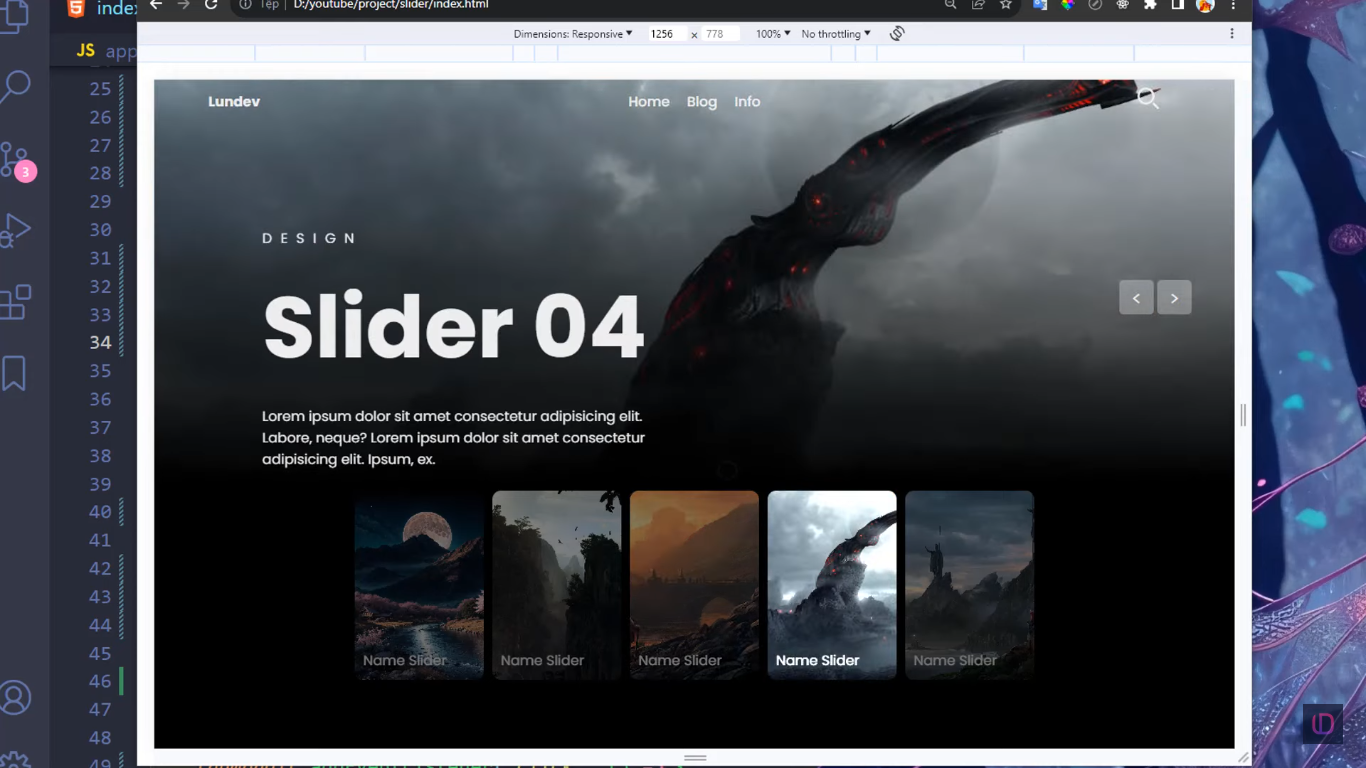 index
Tệp D:/youtube/project/slider/index.html
JS app
Dimensions: Responsive 1256 x 778 100% No throttling
Lundev Home Blog Info
DESIGN
Slider 04
Lorem ipsum dolor sit amet consectetur adipisicing elit.
Labore, neque? Lorem ipsum dolor sit amet consectetur
adipisicing elit. Ipsum, ex.
< >
Name Slider Name Slider Name Slider Name Slider Name Slider
25
26
27
28
29
30
31
32
33
34
35
36
37
38
39
40
41
42
43
44
45
46
47
48
49
3